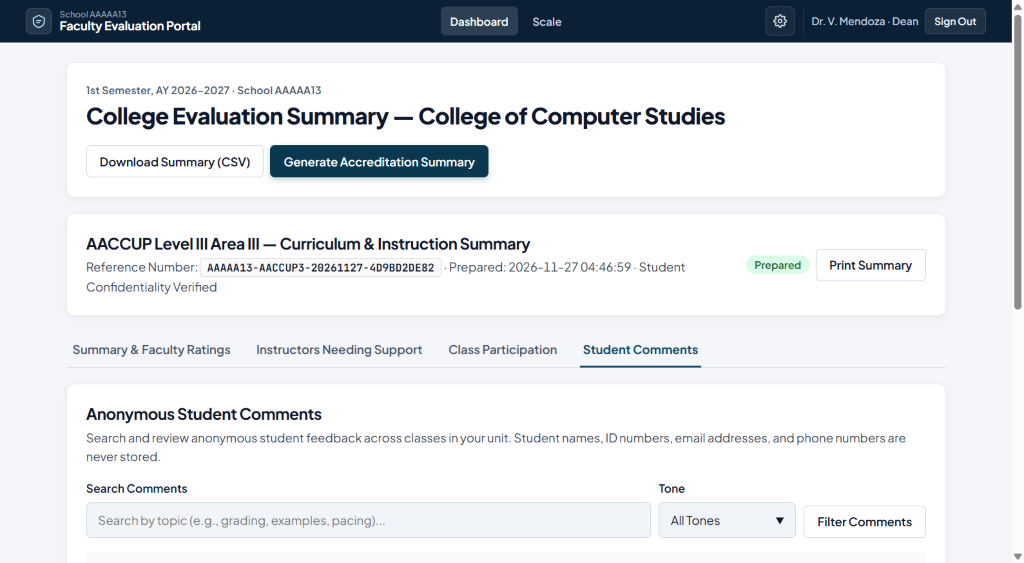 School AAAAA13
Faculty Evaluation Portal
Dashboard
Scale
Dr. V. Mendoza · Dean
Sign Out
1st Semester, AY 2026–2027 · School AAAAA13
College Evaluation Summary — College of Computer Studies
Download Summary (CSV)
Generate Accreditation Summary
AACCUP Level III Area III — Curriculum & Instruction Summary
Reference Number: AAAAA13-AACCUP3-20261127-4D9BD2DE82 · Prepared: 2026-11-27 04:46:59 · Student
Confidentiality Verified
Prepared
Print Summary
Summary & Faculty Ratings
Instructors Needing Support
Class Participation
Student Comments
Anonymous Student Comments
Search and review anonymous student feedback across classes in your unit. Student names, ID numbers, email addresses, and phone numbers are
never stored.
Search Comments
Tone
Search by topic (e.g., grading, examples, pacing)...
All Tones
Filter Comments